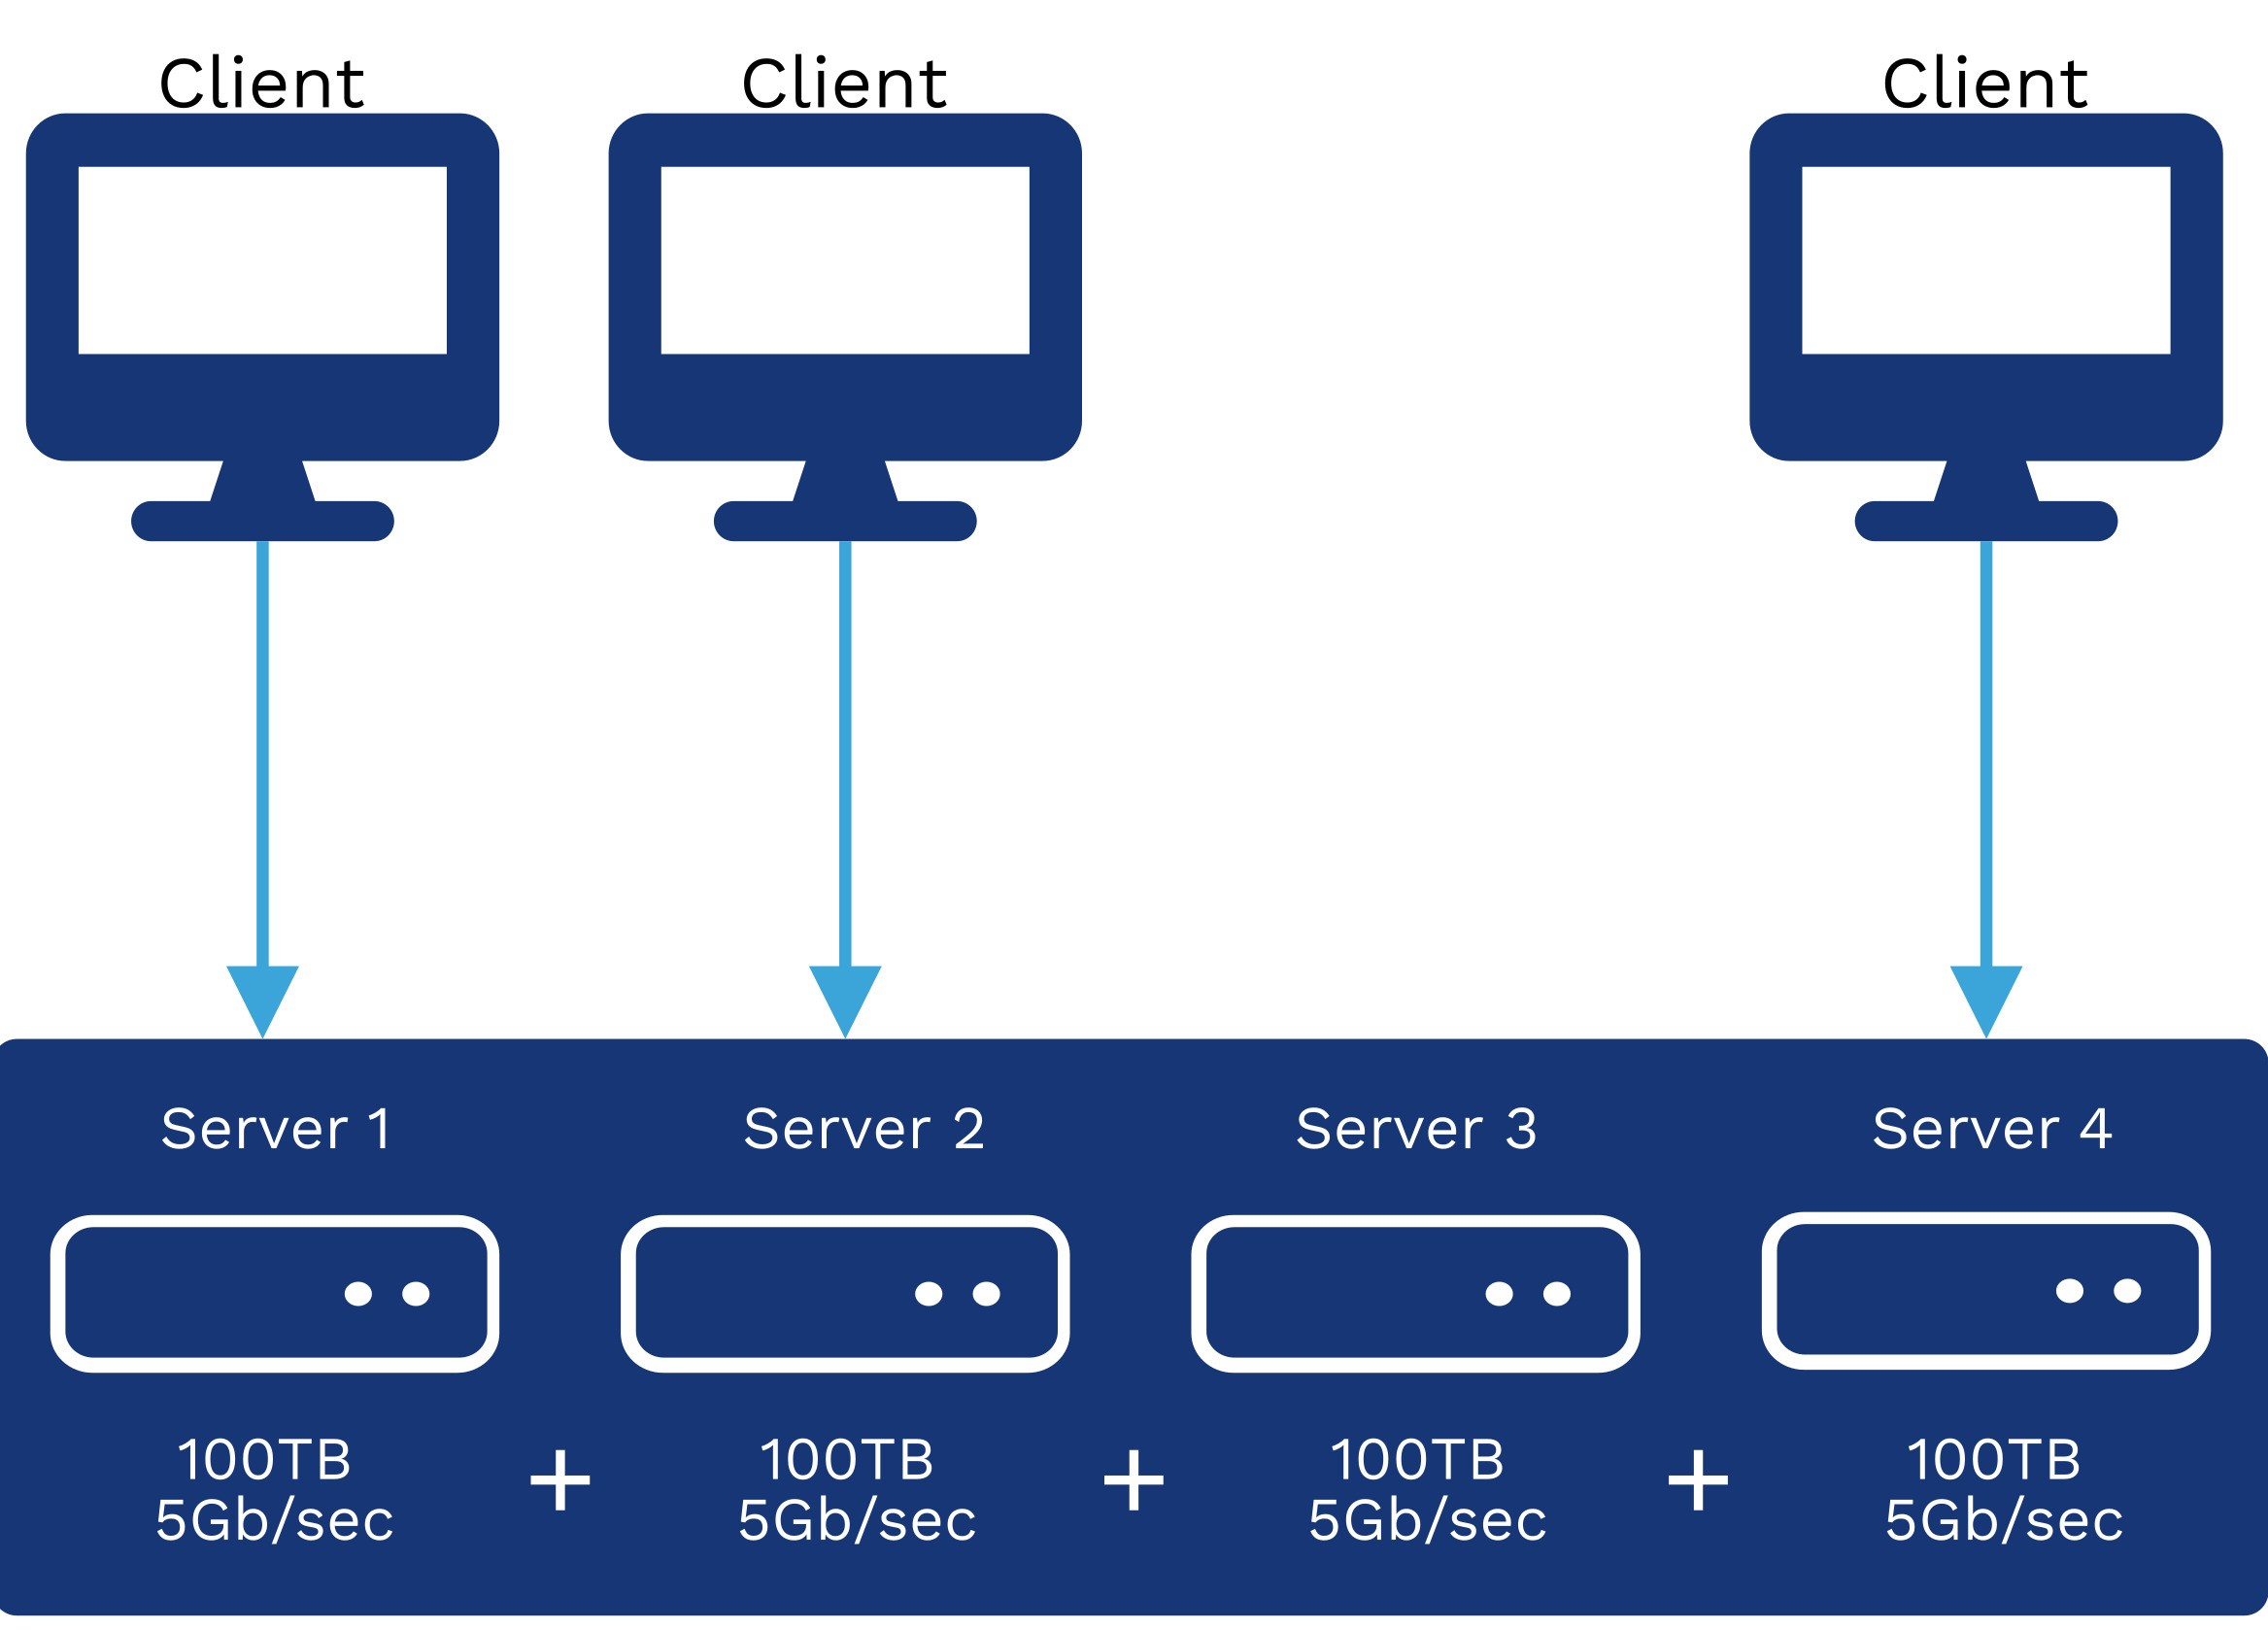 Client
Client
Client
Server 1
Server 2
Server 3
Server 4
100TB
5Gb/sec
+
100TB
5Gb/sec
+
100TB
5Gb/sec
+
100TB
5Gb/sec